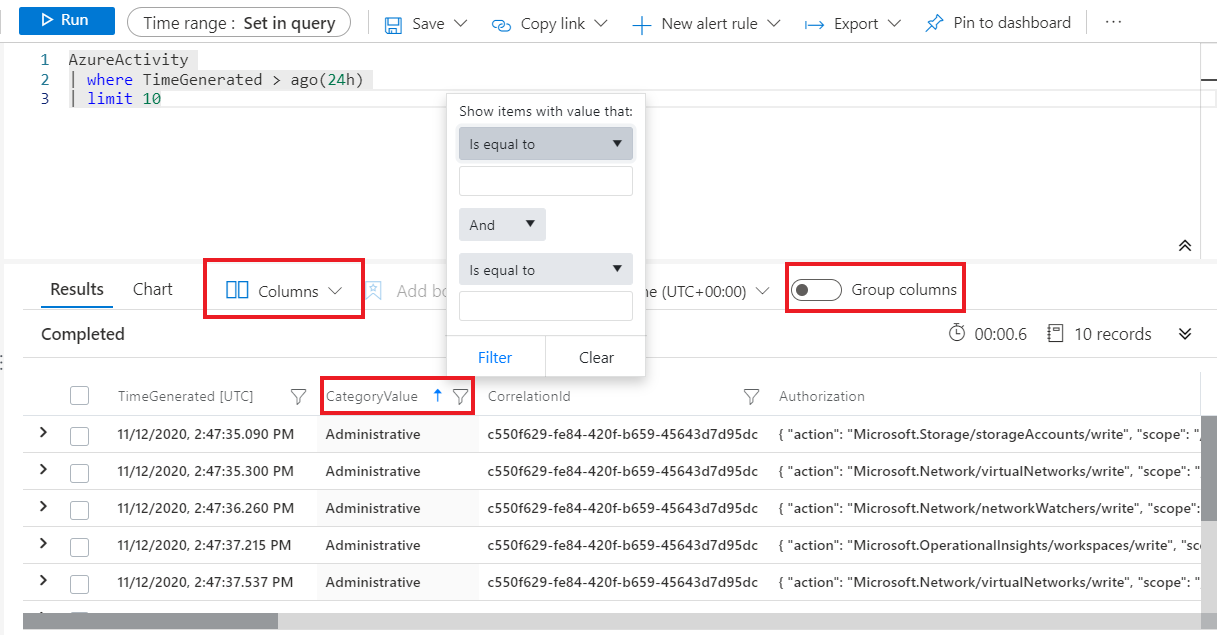 Run Time range : Set in query Save Copy link New alert rule Export Pin to dashboard ...
1 AzureActivity
2 | where TimeGenerated > ago(24h)
3 | limit 10
Show items with value that:
Is equal to
And
Is equal to
Filter Clear
Results Chart Columns Add (UTC+00:00) Group columns
Completed 00:00.6 10 records
TimeGenerated [UTC] CategoryValue CorrelationId Authorization
11/12/2020, 2:47:35.090 PM Administrative c550f629-fe84-420f-b659-45643d7d95dc { "action": "Microsoft.Storage/storageAccounts/write", "scope": "/
11/12/2020, 2:47:35.300 PM Administrative c550f629-fe84-420f-b659-45643d7d95dc { "action": "Microsoft.Network/virtualNetworks/write", "scope": "/
11/12/2020, 2:47:36.260 PM Administrative c550f629-fe84-420f-b659-45643d7d95dc { "action": "Microsoft.Network/networkWatchers/write", "scope":
11/12/2020, 2:47:37.215 PM Administrative c550f629-fe84-420f-b659-45643d7d95dc { "action": "Microsoft.OperationalInsights/workspaces/write", "sc
11/12/2020, 2:47:37.537 PM Administrative c550f629-fe84-420f-b659-45643d7d95dc { "action": "Microsoft.Network/virtualNetworks/write", "scope": "/